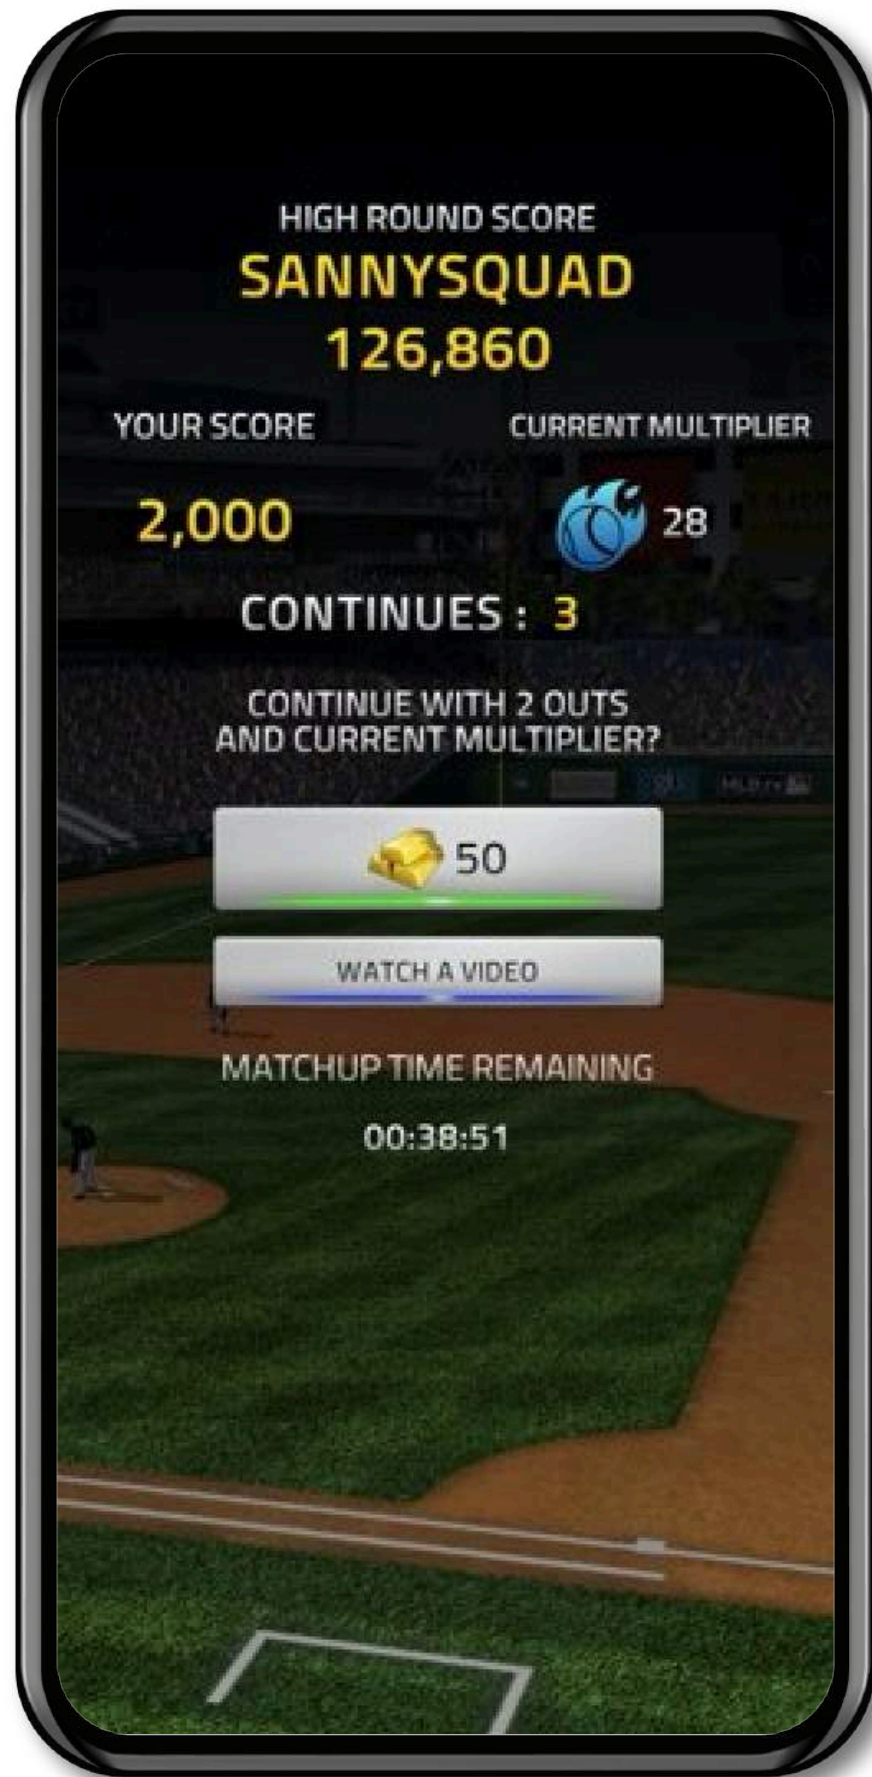 HIGH ROUND SCORE
SANNYSQUAD
126,860
YOUR SCORE
CURRENT MULTIPLIER
2,000
28
CONTINUES : 3
CONTINUE WITH 2 OUTS
AND CURRENT MULTIPLIER?
50
WATCH A VIDEO
MATCHUP TIME REMAINING
00:38:51